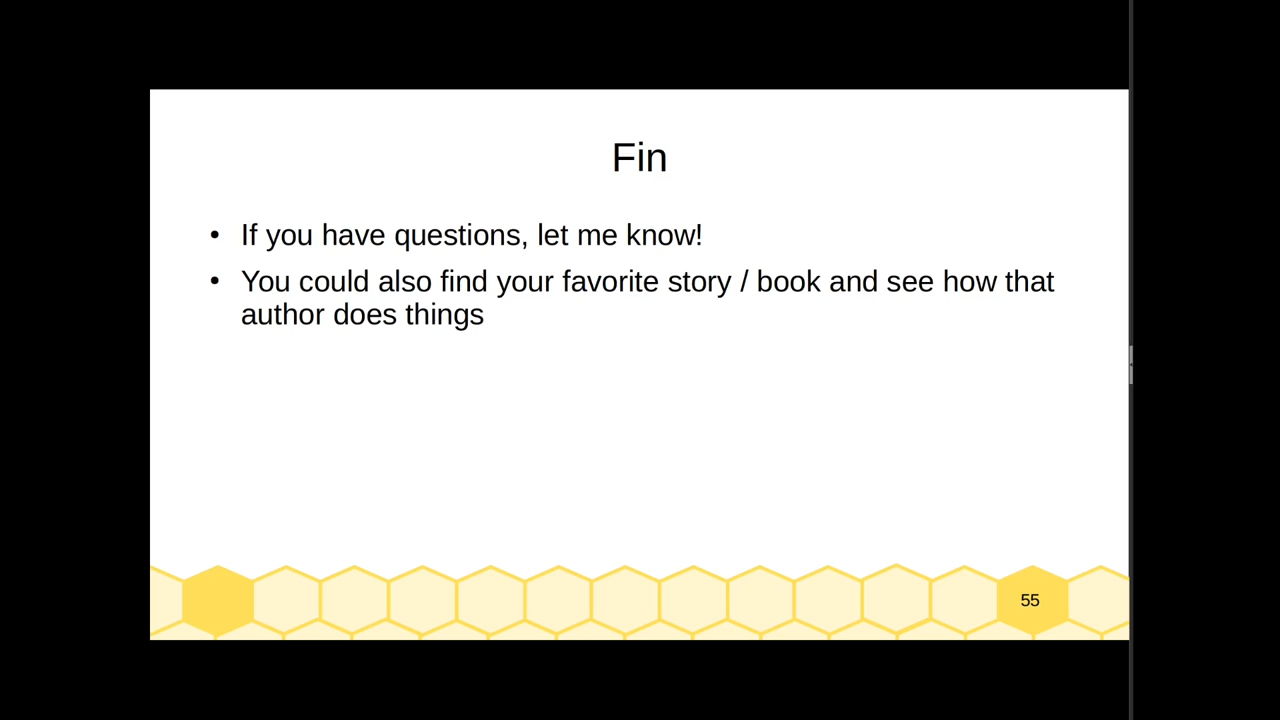 Fin
• If you have questions, let me know!
• You could also find your favorite story / book and see how that
author does things
55